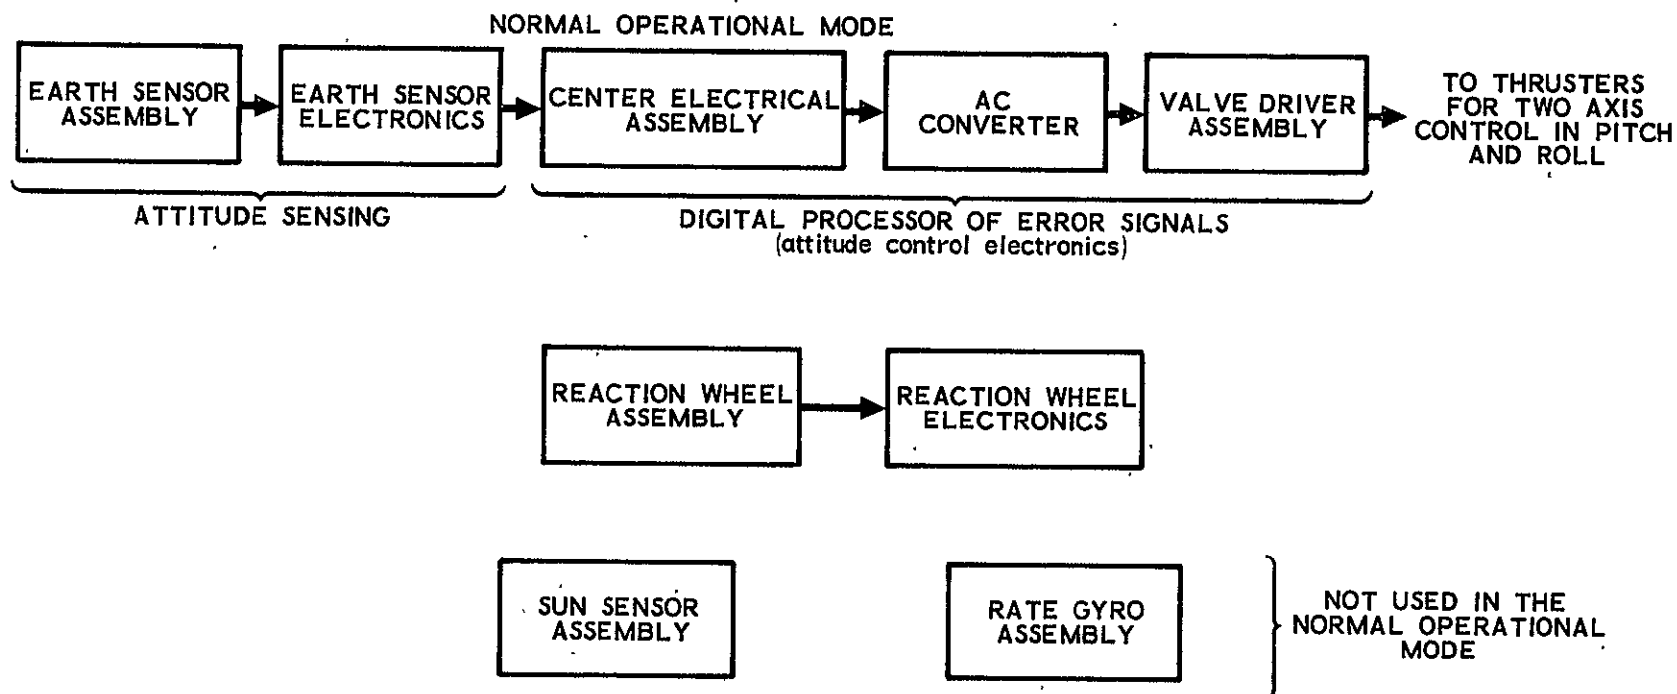 NORMAL OPERATIONAL MODE
EARTH SENSOR
ASSEMBLY
EARTH SENSOR
ELECTRONICS
CENTER ELECTRICAL
ASSEMBLY
AC
CONVERTER
VALVE DRIVER
ASSEMBLY
TO THRUSTERS
FOR TWO AXIS
CONTROL IN PITCH
AND ROLL
ATTITUDE SENSING
DIGITAL PROCESSOR OF ERROR SIGNALS
(attitude control electronics)
REACTION WHEEL
ASSEMBLY
REACTION WHEEL
ELECTRONICS
SUN SENSOR
ASSEMBLY
RATE GYRO
ASSEMBLY
NOT USED IN THE
NORMAL OPERATIONAL
MODE